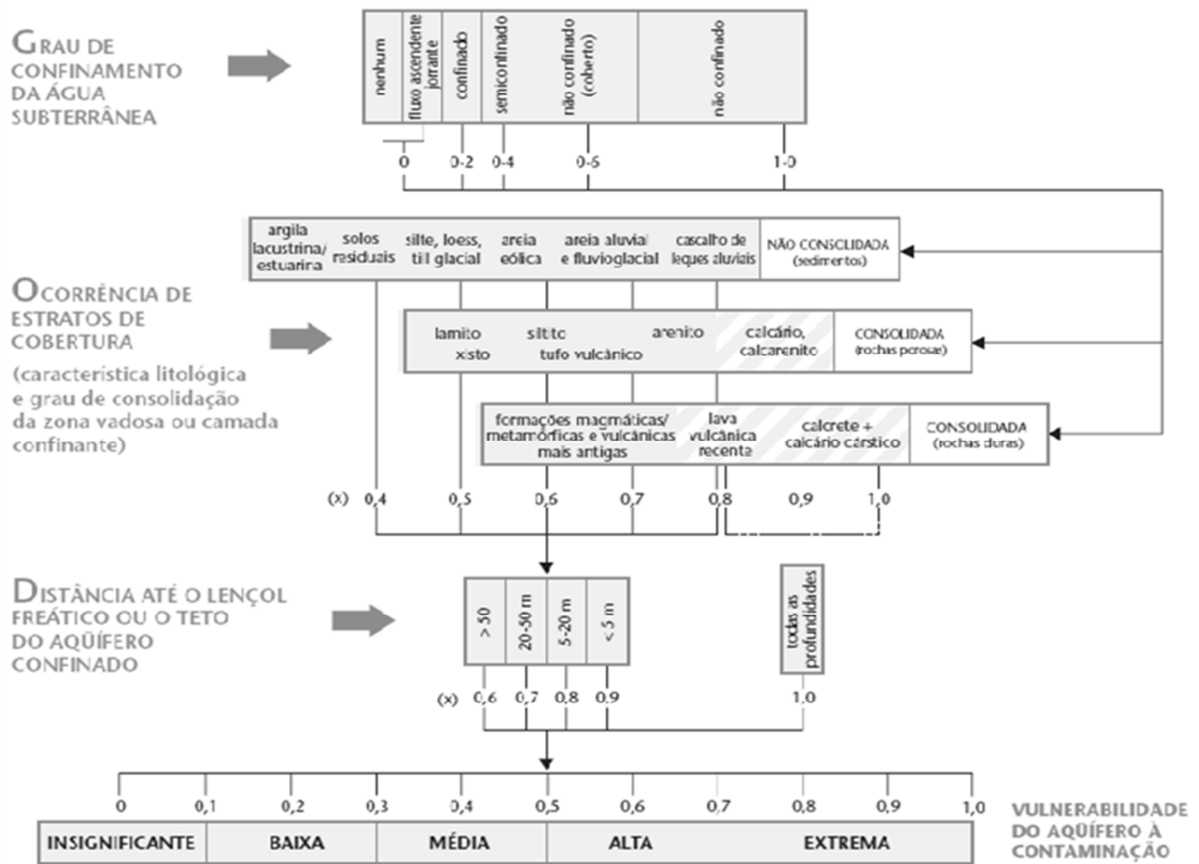 GRAU DE
CONFINAMENTO
DA ÁGUA
SUBTERRÂNEA
nenhum
fluxo ascendente
jorrante
confinado
semiconfinado
não confinado
(coberto)
não confinado
0 0-2 0-4 0-6 1-0
argila
lacustrina/
estuarina
solos
residuais
silte, loess,
till glacial
areia
eólica
areia aluvial
e fluvioglacial
cascalho de
leques aluviais
NÃO CONSOLIDADA
(sedimentos)
OCORRÊNCIA DE
ESTRATOS DE
COBERTURA
(característica litológica
e grau de consolidação
da zona vadosa ou camada
confinante)
lamito
xisto
siltito
tufo vulcânico
arenito
calcário,
calcarenito
CONSOLIDADA
(rochas porosas)
formações magmáticas/
metamórficas e vulcânicas
mais antigas
lava
vulcânica
recente
calcrete +
calcário cárstico
CONSOLIDADA
(rochas duras)
(x) 0,4 0,5 0,6 0,7 0,8 0,9 1,0
DISTÂNCIA ATÉ O LENÇOL
FREÁTICO OU O TETO
DO AQÜÍFERO
CONFINADO
> 50
20-50 m
5-20 m
< 5 m
todas as
profundidades
(x) 0,6 0,7 0,8 0,9 1,0
0 0,1 0,2 0,3 0,4 0,5 0,6 0,7 0,8 0,9 1,0
INSIGNIFICANTE BAIXA MÉDIA ALTA EXTREMA
VULNERABILIDADE
DO AQÜÍFERO À
CONTAMINAÇÃO